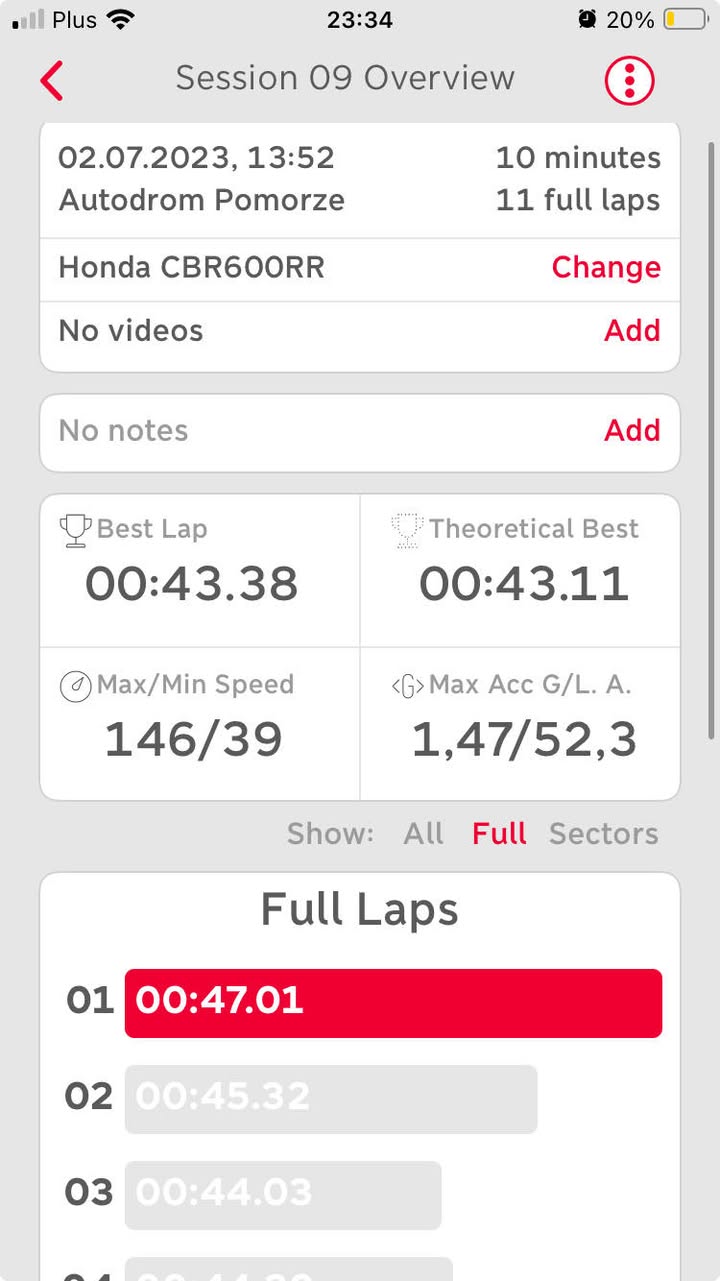 Plus 23:34 20%
Session 09 Overview
02.07.2023, 13:52 10 minutes
Autodrom Pomorze 11 full laps
Honda CBR600RR Change
No videos Add
No notes Add
Best Lap Theoretical Best
00:43.38 00:43.11
Max/Min Speed <G> Max Acc G/L. A.
146/39 1,47/52,3
Show: All Full Sectors
Full Laps
01 00:47.01
02 00:45.32
03 00:44.03